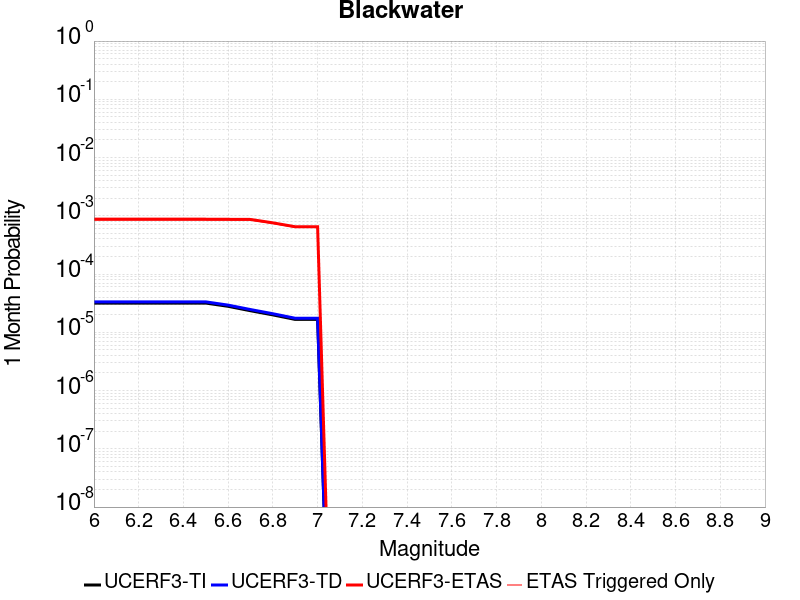 Blackwater
10^0
10^-1
10^-2
10^-3
10^-4
10^-5
10^-6
10^-7
10^-8
1 Month Probability
6 6.2 6.4 6.6 6.8 7 7.2 7.4 7.6 7.8 8 8.2 8.4 8.6 8.8 9
Magnitude
UCERF3-TI UCERF3-TD UCERF3-ETAS ETAS Triggered Only